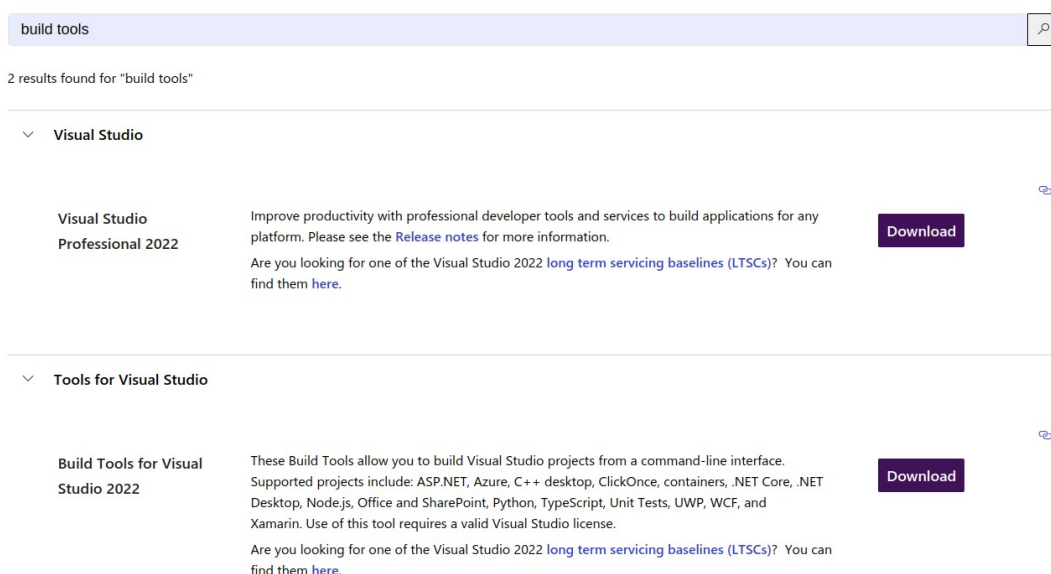 build tools
2 results found for "build tools"
Visual Studio
Visual Studio
Professional 2022
Improve productivity with professional developer tools and services to build applications for any
platform. Please see the Release notes for more information.
Are you looking for one of the Visual Studio 2022 long term servicing baselines (LTSCs)? You can
find them here.
Download
Tools for Visual Studio
Build Tools for Visual
Studio 2022
These Build Tools allow you to build Visual Studio projects from a command-line interface.
Supported projects include: ASP.NET, Azure, C++ desktop, ClickOnce, containers, .NET Core, .NET
Desktop, Node.js, Office and SharePoint, Python, TypeScript, Unit Tests, UWP, WCF, and
Xamarin. Use of this tool requires a valid Visual Studio license.
Are you looking for one of the Visual Studio 2022 long term servicing baselines (LTSCs)? You can
find them here.
Download